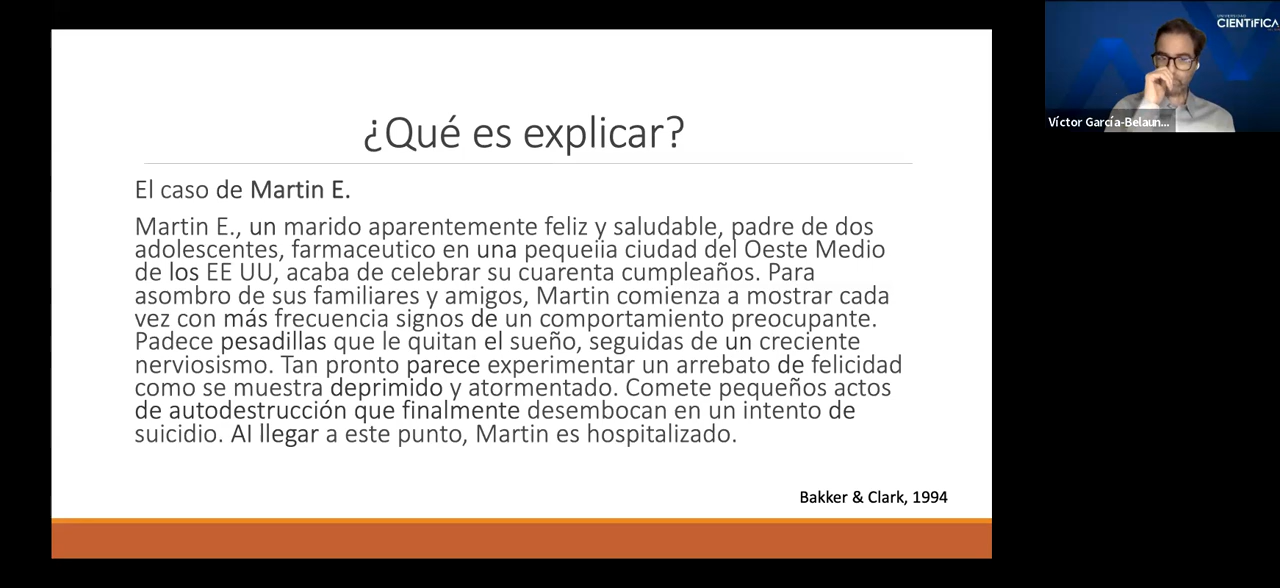 ¿Qué es explicar?
El caso de Martin E.
Martin E., un marido aparentemente feliz y saludable, padre de dos
adolescentes, farmaceutico en una pequeiia ciudad del Oeste Medio
de los EE UU, acaba de celebrar su cuarenta cumpleaños. Para
asombro de sus familiares y amigos, Martin comienza a mostrar cada
vez con más frecuencia signos de un comportamiento preocupante.
Padece pesadillas que le quitan el sueño, seguidas de un creciente
nerviosismo. Tan pronto parece experimentar un arrebato de felicidad
como se muestra deprimido y atormentado. Comete pequeños actos
de autodestrucción que finalmente desembocan en un intento de
suicidio. AI llegar a este punto, Martin es hospitalizado.
Bakker & Clark, 1994
CIENTÍFICA
Víctor García-Belaun...